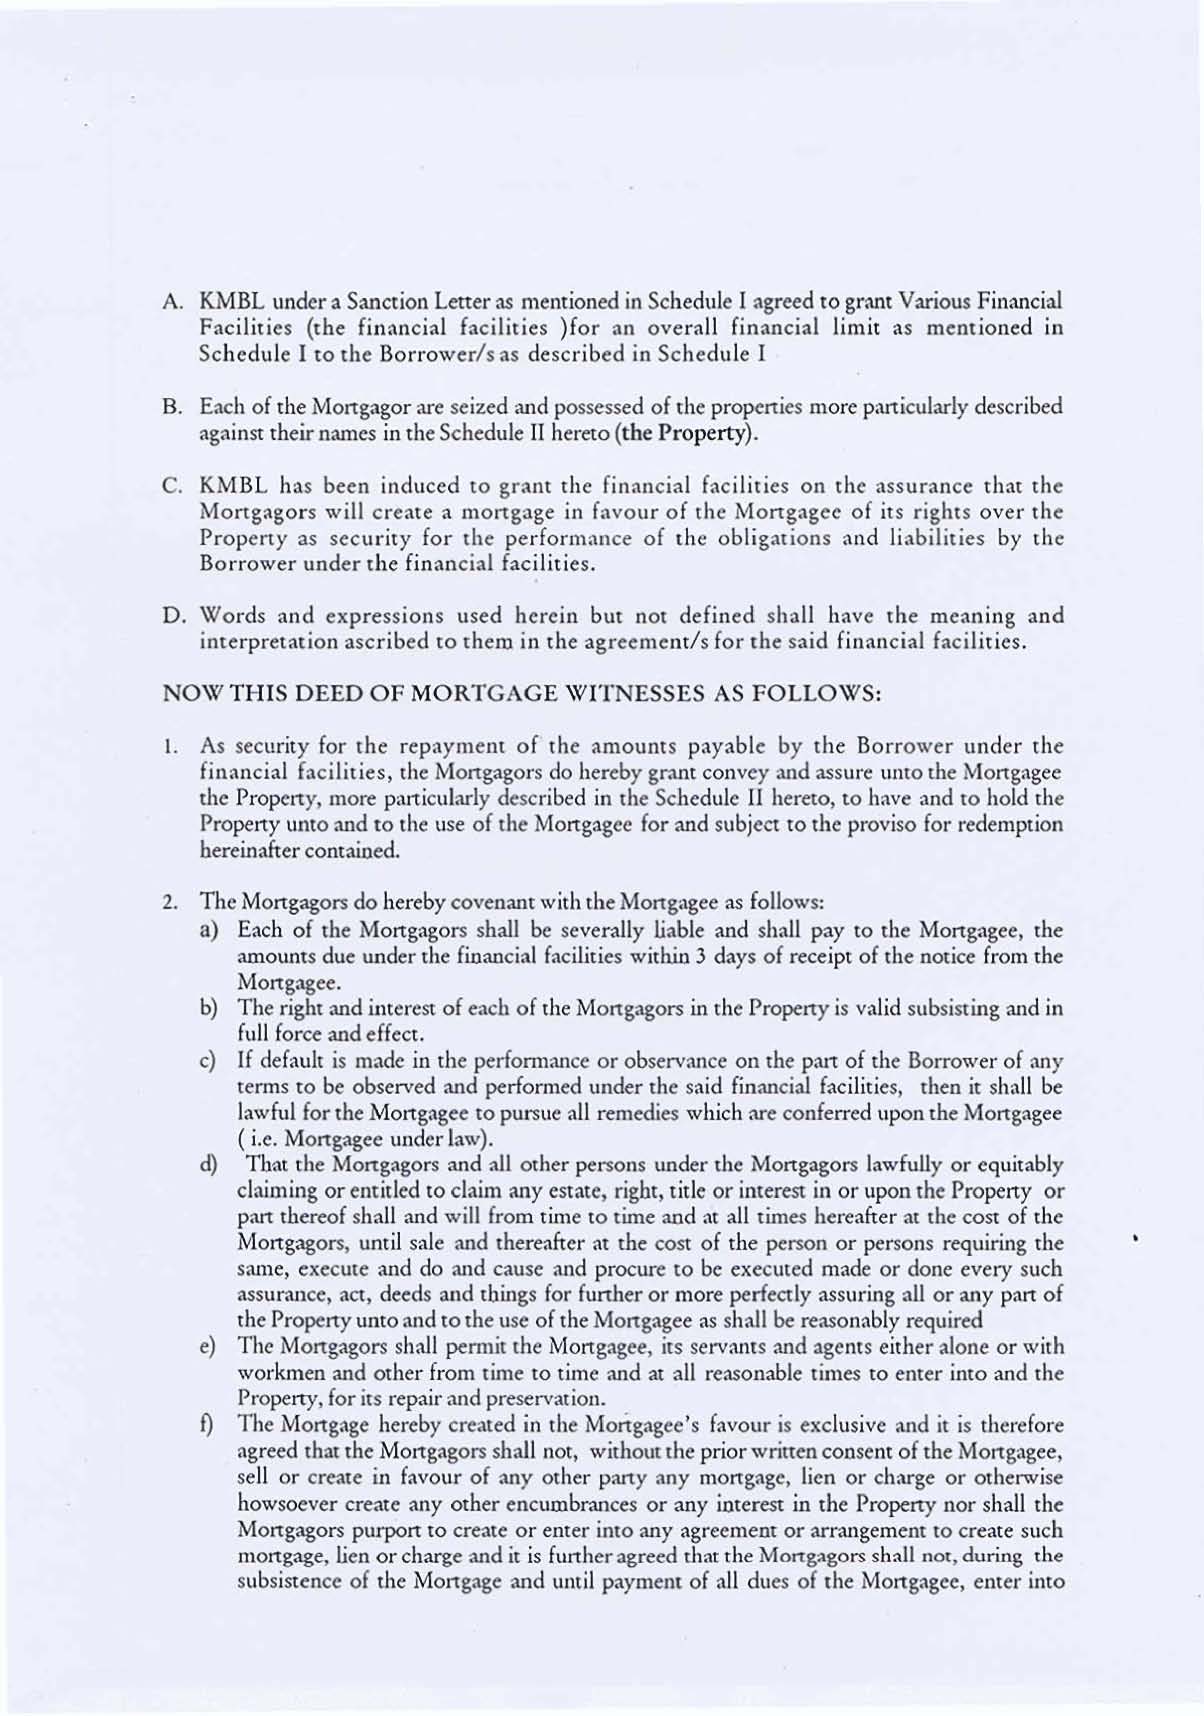 A. KMBL under a Sanction Letter as mentioned in Schedule I agreed to grant Various Financial
Facilities (the financial facilities )for an overall financial limit as mentioned in
Schedule I to the Borrower/s as described in Schedule I
B. Each of the Mortgagor are seized and possessed of the properties more particularly described
against their names in the Schedule II hereto (the Property).
C. KMBL has been induced to grant the financial facilities on the assurance that the
Mortgagors will create a mortgage in favour of the Mortgagee of its rights over the
Property as security for the performance of the obligations and liabilities by the
Borrower under the financial facilities.
D. Words and expressions used herein but not defined shall have the meaning and
interpretation ascribed to them in the agreement/s for the said financial facilities.
NOW THIS DEED OF MORTGAGE WITNESSES AS FOLLOWS:
1. As security for the repayment of the amounts payable by the Borrower under the
financial facilities, the Mortgagors do hereby grant convey and assure unto the Mortgagee
the Property, more particularly described in the Schedule II hereto, to have and to hold the
Property unto and to the use of the Mortgagee for and subject to the proviso for redemption
hereinafter contained.
2. The Mortgagors do hereby covenant with the Mortgagee as follows:
a) Each of the Mortgagors shall be severally liable and shall pay to the Mortgagee, the
amounts due under the financial facilities within 3 days of receipt of the notice from the
Mortgagee.
b) The right and interest of each of the Mortgagors in the Property is valid subsisting and in
full force and effect.
c) If default is made in the performance or observance on the part of the Borrower of any
terms to be observed and performed under the said financial facilities, then it shall be
lawful for the Mortgagee to pursue all remedies which are conferred upon the Mortgagee
( i.e. Mortgagee under law).
d) That the Mortgagors and all other persons under the Mortgagors lawfully or equitably
claiming or entitled to claim any estate, right, title or interest in or upon the Property or
part thereof shall and will from time to time and at all times hereafter at the cost of the
Mortgagors, until sale and thereafter at the cost of the person or persons requiring the
same, execute and do and cause and procure to be executed made or done every such
assurance, act, deeds and things for further or more perfectly assuring all or any part of
the Property unto and to the use of the Mortgagee as shall be reasonably required
e) The Mortgagors shall permit the Mortgagee, its servants and agents either alone or with
workmen and other from time to time and at all reasonable times to enter into and the
Property, for its repair and preservation.
f) The Mortgage hereby created in the Mortgagee's favour is exclusive and it is therefore
agreed that the Mortgagors shall not, without the prior written consent of the Mortgagee,
sell or create in favour of any other party any mortgage, lien or charge or otherwise
howsoever create any other encumbrances or any interest in the Property nor shall the
Mortgagors purport to create or enter into any agreement or arrangement to create such
mortgage, lien or charge and it is further agreed that the Mortgagors shall not, during the
subsistence of the Mortgage and until payment of all dues of the Mortgagee, enter into